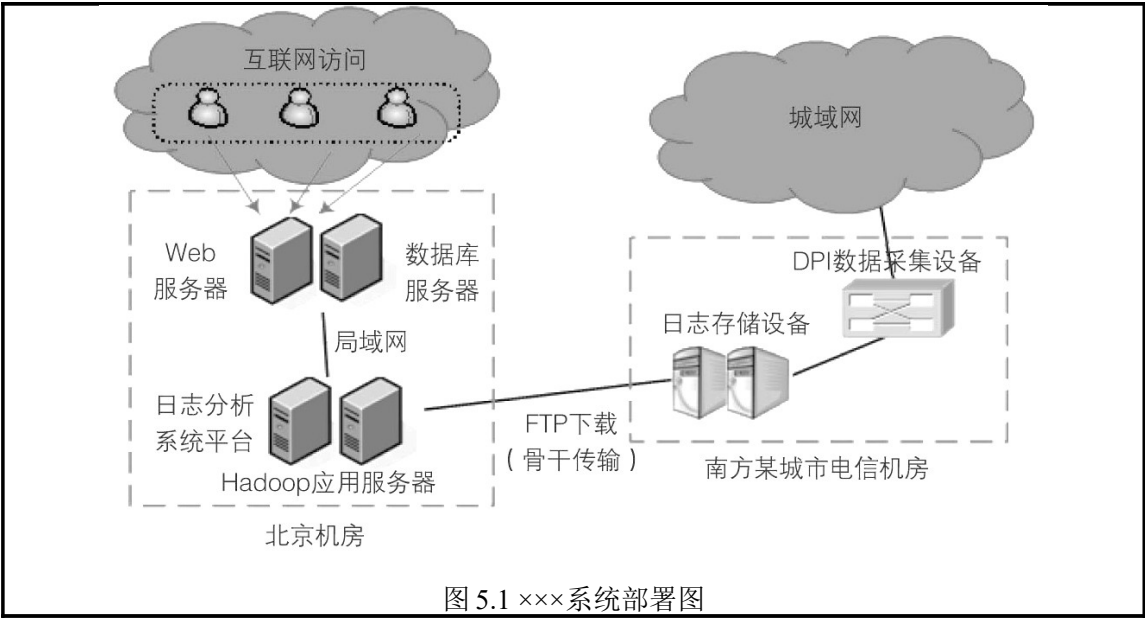 互联网访问
城域网
Web
服务器
数据库
服务器
DPI数据采集设备
日志存储设备
局域网
日志分析
系统平台
Hadoop应用服务器
FTP下载
(骨干传输)
南方某城市电信机房
北京机房
图 5.1 ×××系统部署图